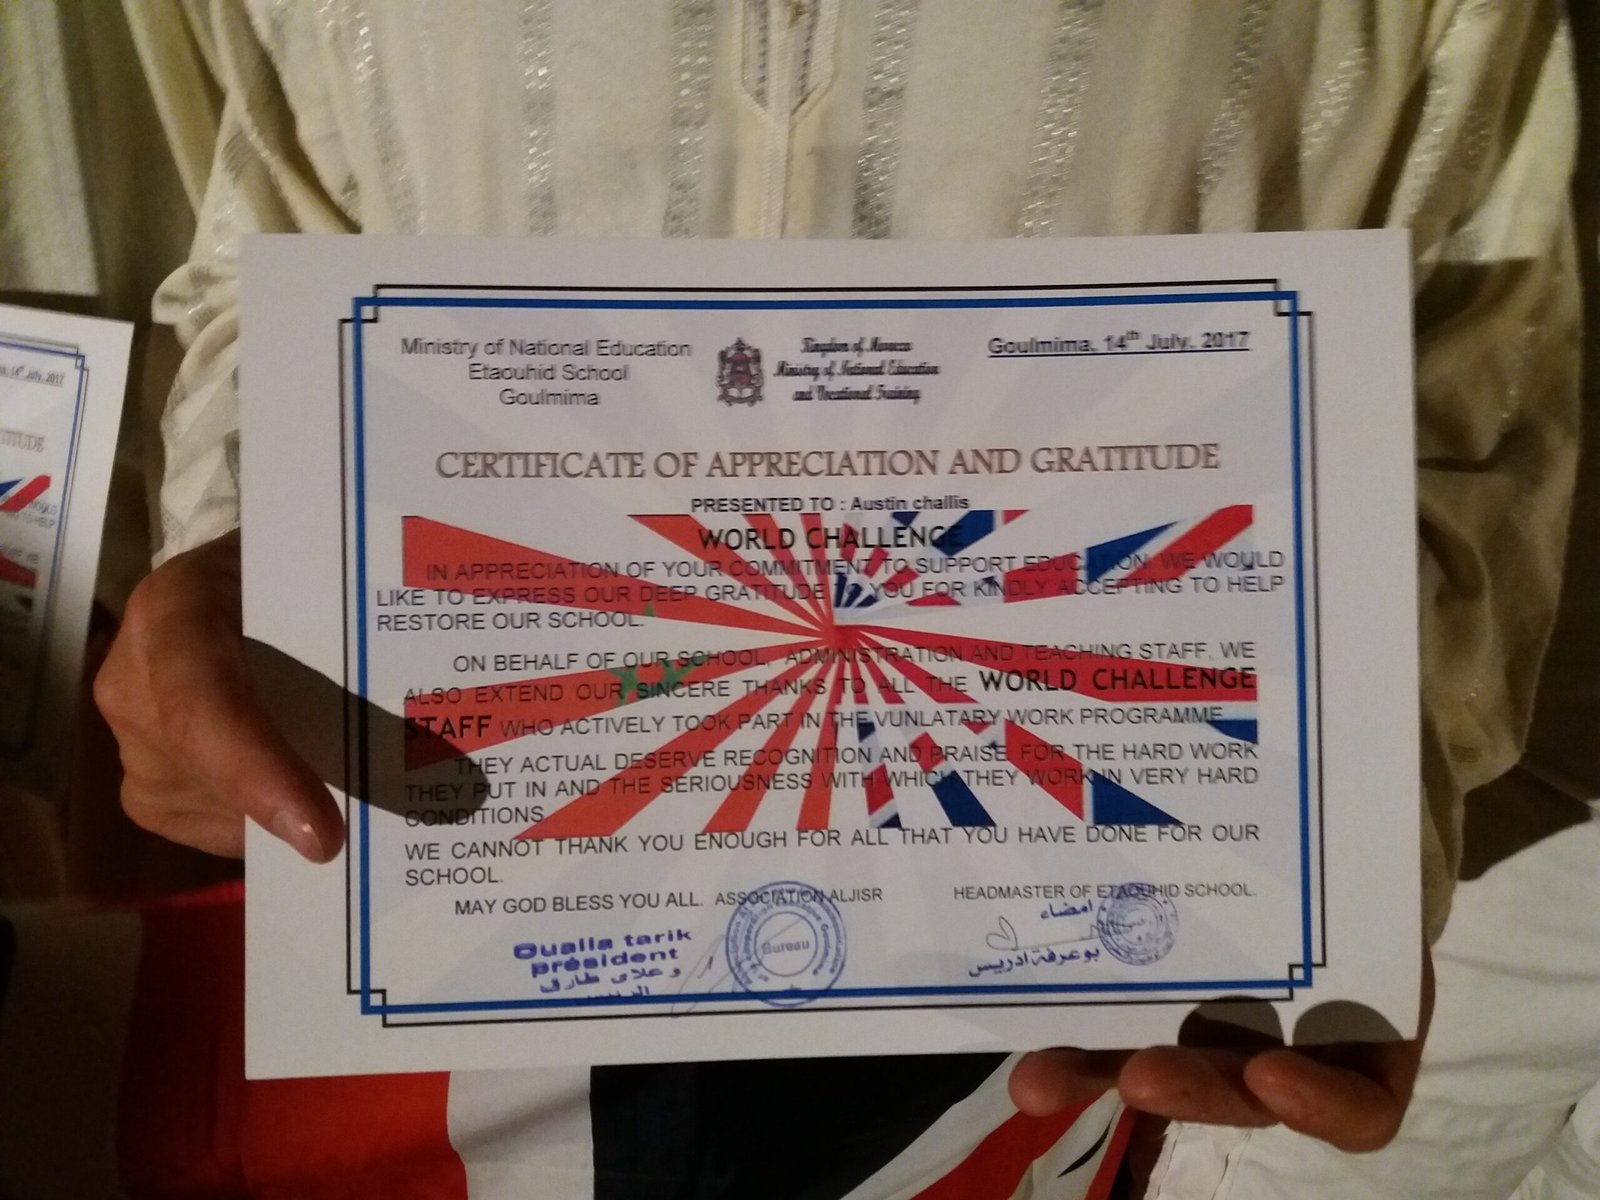 Ministry of National Education
Etaouhid School
Goulmima
Kingdom of Morocco
Ministry of National Education
and Vocational Training
Goulmima, 14th July, 2017
CERTIFICATE OF APPRECIATION AND GRATITUDE
PRESENTED TO : Austin challis
WORLD CHALLENGE
IN APPRECIATION OF YOUR COMMITMENT TO SUPPORT EDUCATION, WE WOULD
LIKE TO EXPRESS OUR DEEP GRATITUDE YOU FOR KINDLY ACCEPTING TO HELP
RESTORE OUR SCHOOL.
ON BEHALF OF OUR SCHOOL, ADMINISTRATION AND TEACHING STAFF, WE
ALSO EXTEND OUR SINCERE THANKS TO ALL THE WORLD CHALLENGE
STAFF WHO ACTIVELY TOOK PART IN THE VUNLATARY WORK PROGRAMME
THEY ACTUAL DESERVE RECOGNITION AND PRAISE FOR THE HARD WORK
THEY PUT IN AND THE SERIOUSNESS WITH WHICH THEY WORK IN VERY HARD
CONDITIONS.
WE CANNOT THANK YOU ENOUGH FOR ALL THAT YOU HAVE DONE FOR OUR
SCHOOL.
MAY GOD BLESS YOU ALL. ASSOCIATION ALJISR
HEADMASTER OF ETAOUHID SCHOOL.
Oualla tarik
président
وعلاى طارق
الرئيس
Bureau
امضاء
بوعرفة ادريس
14th July, 2017